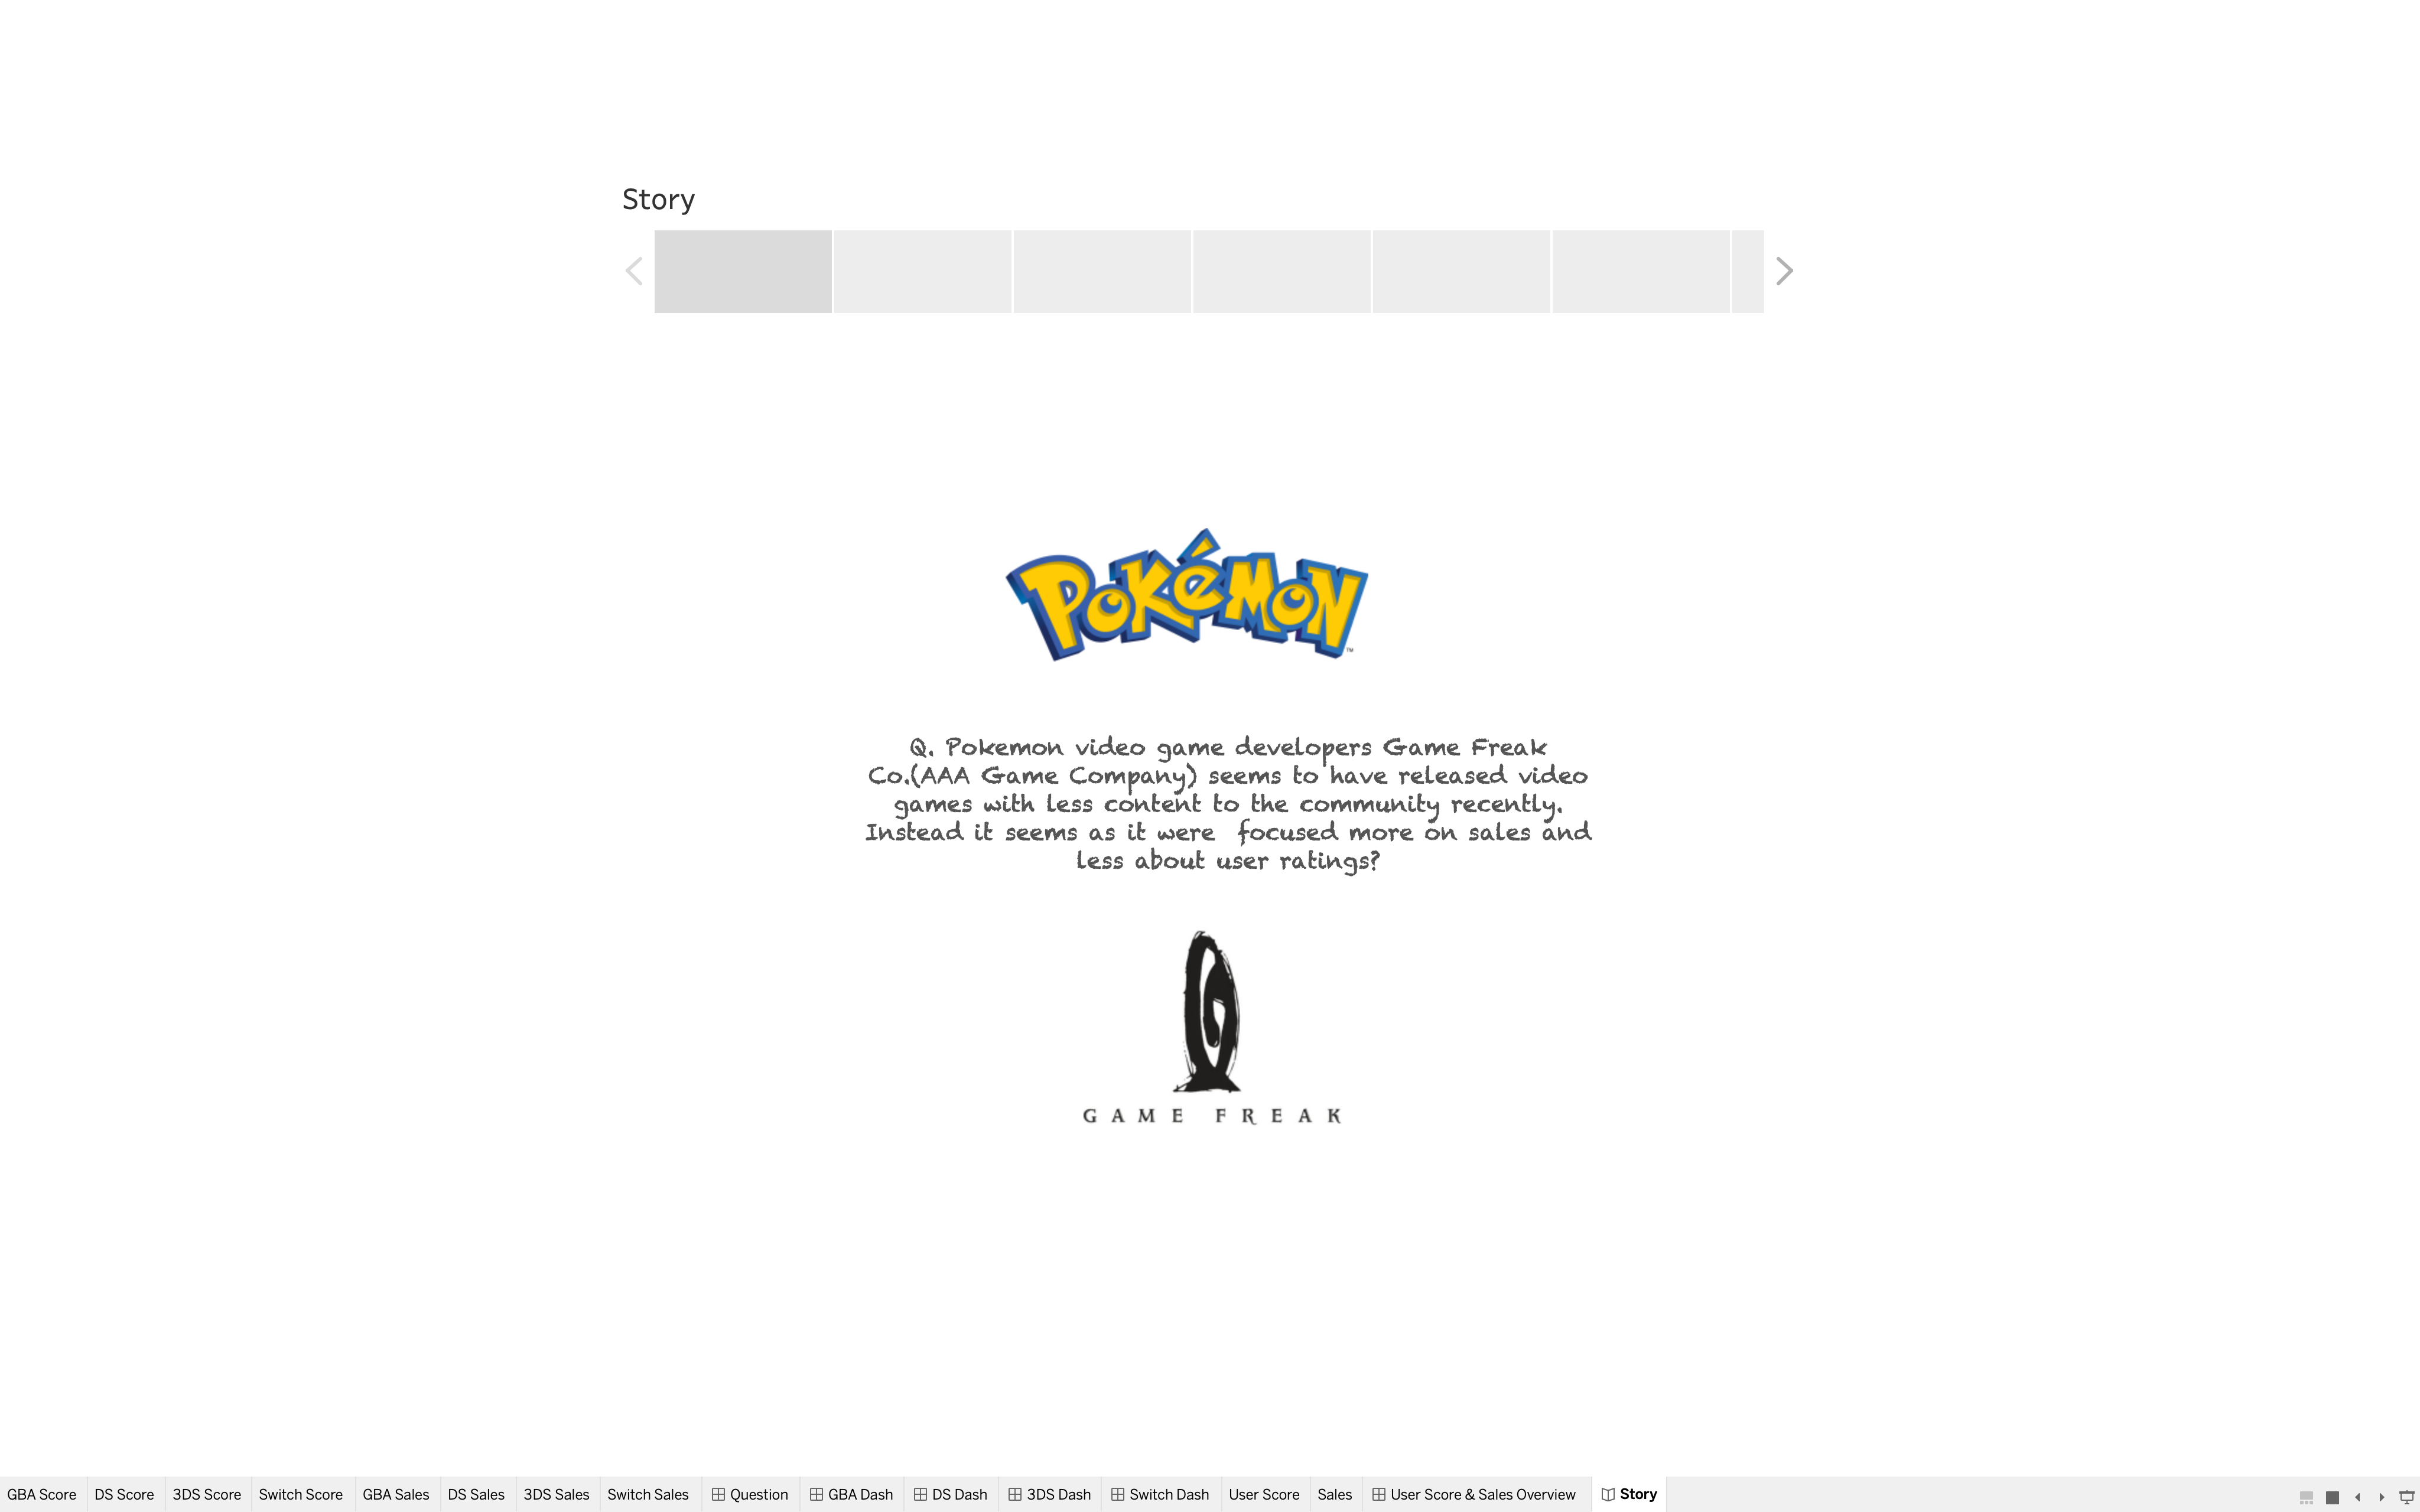 Story
POKéMON
TM
Q. Pokemon video game developers Game Freak
Co.(AAA Game Company) seems to have released video
games with less content to the community recently.
Instead it seems as it were  focused more on sales and
less about user ratings?
GAME FREAK
GBA Score DS Score 3DS Score Switch Score GBA Sales DS Sales 3DS Sales Switch Sales Question GBA Dash DS Dash 3DS Dash Switch Dash User Score Sales User Score & Sales Overview Story